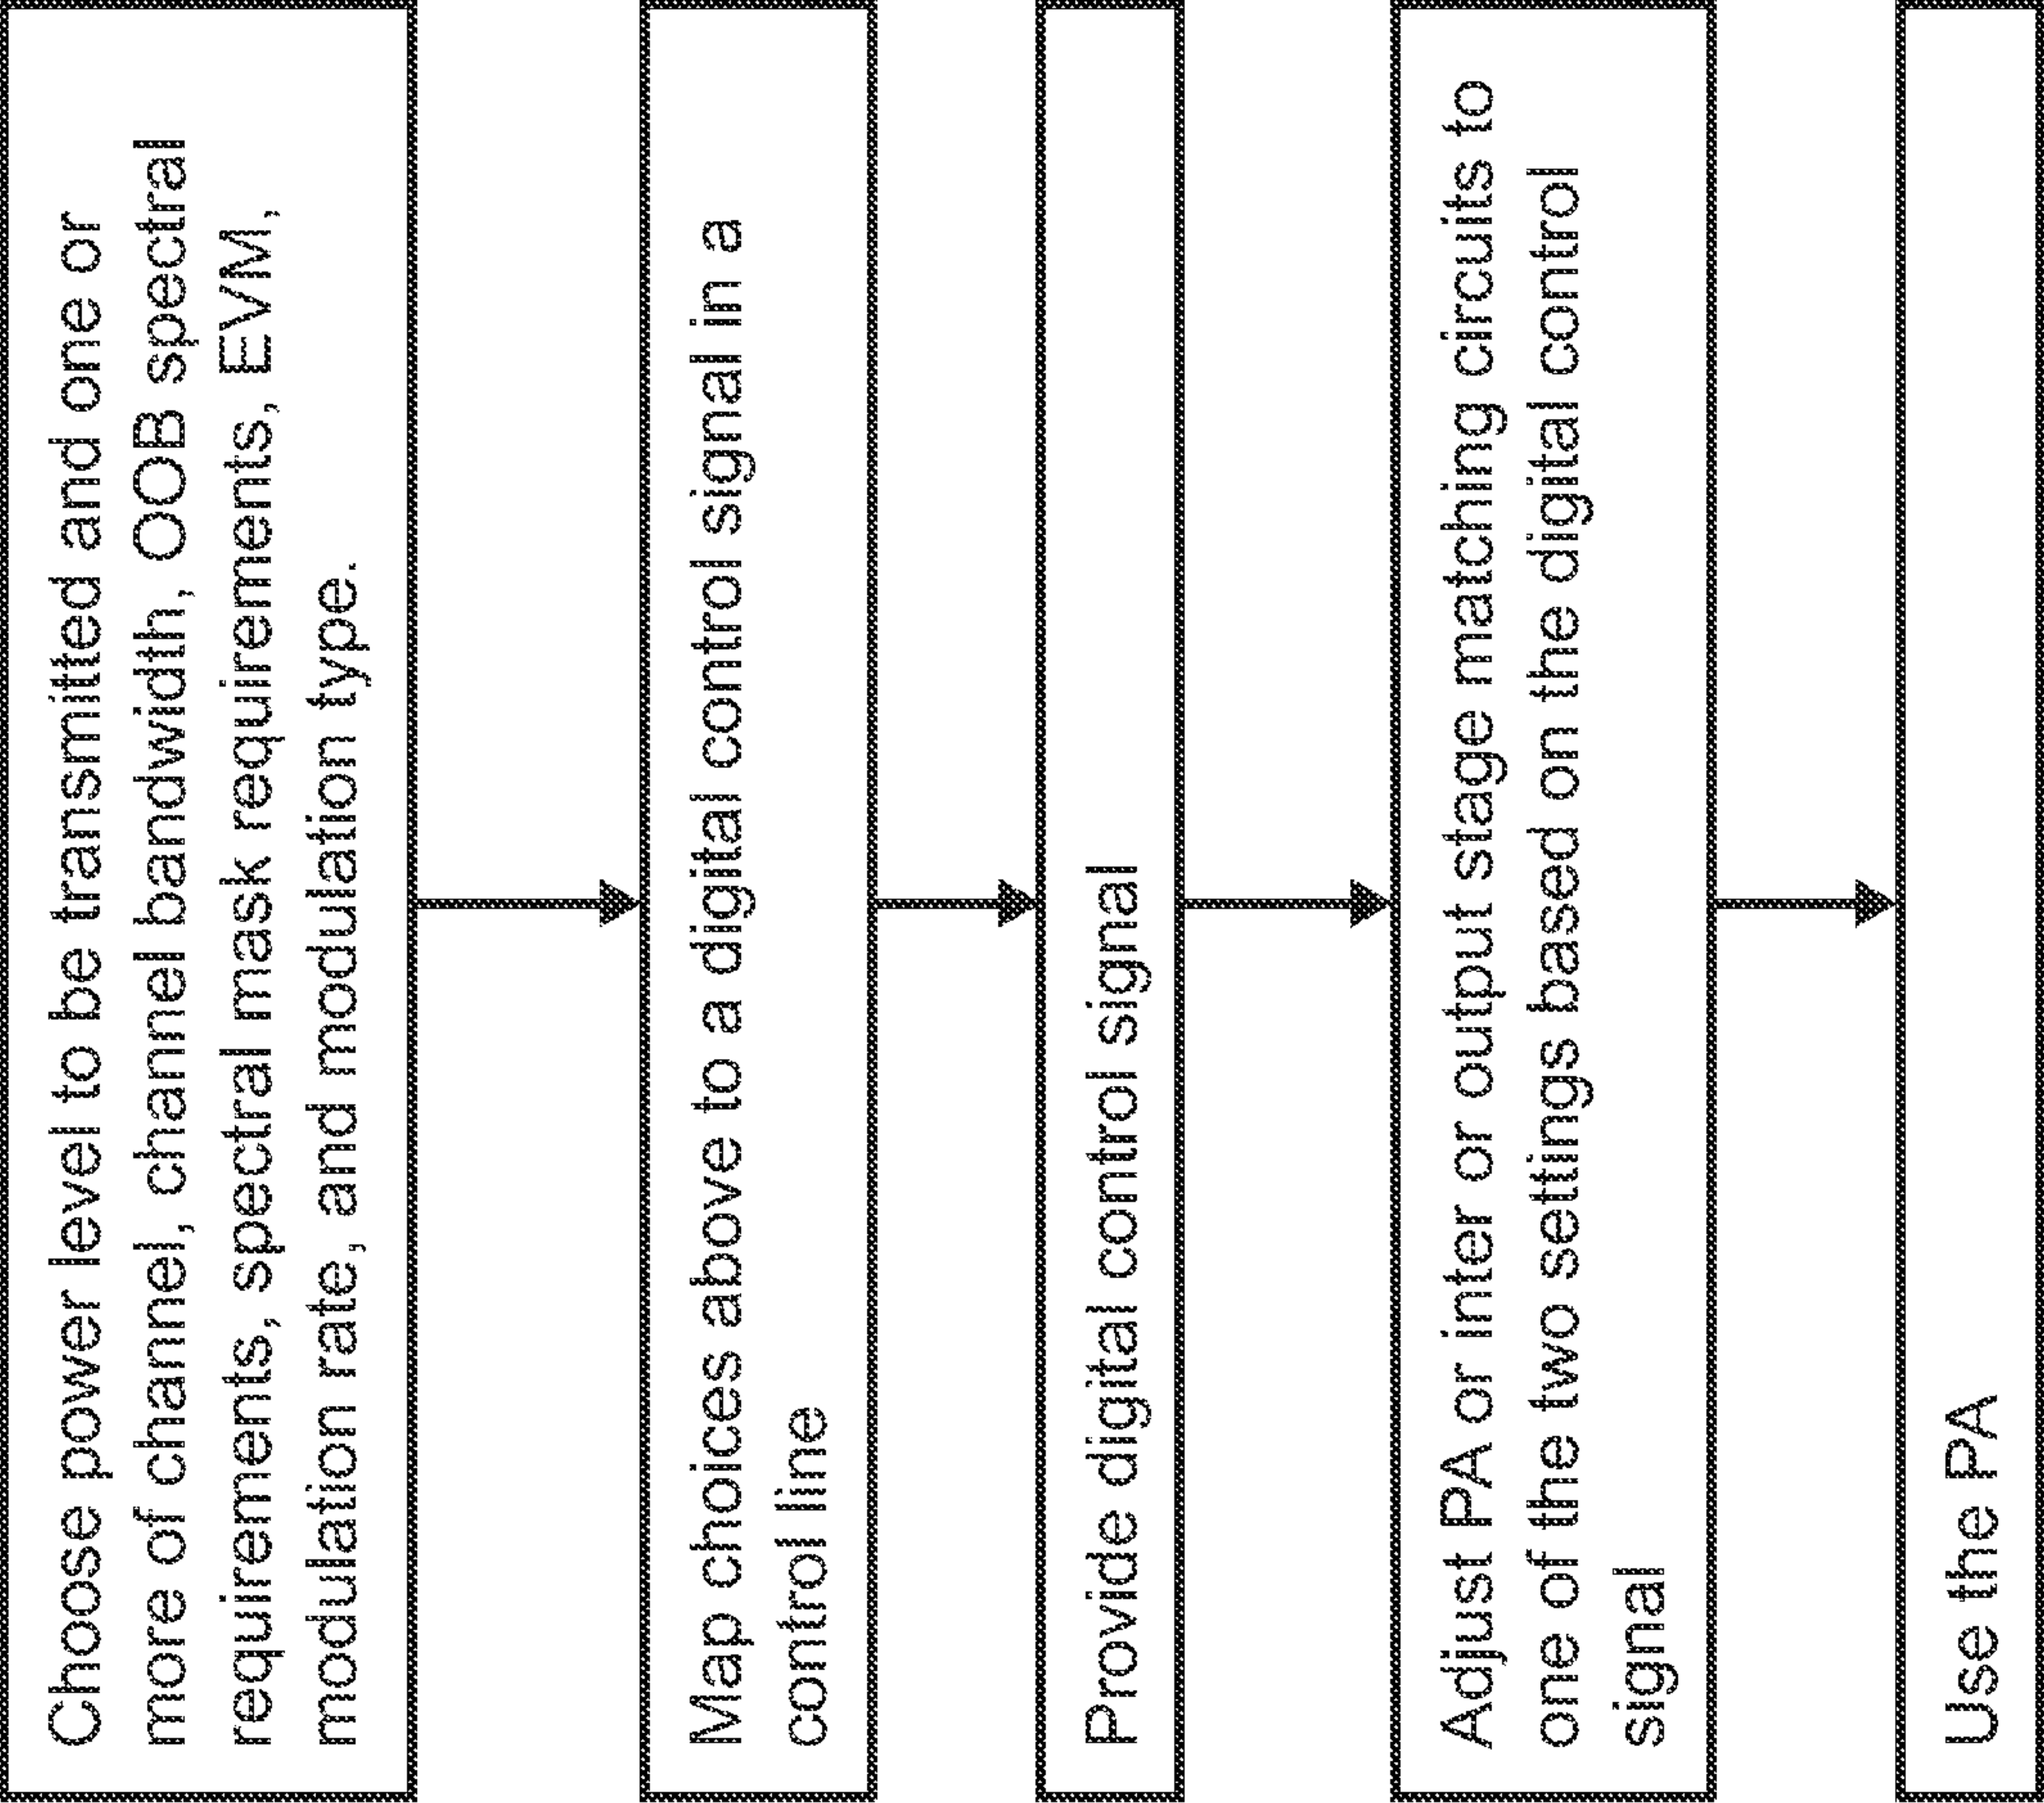 Choose power level to be transmitted and one or
more of channel, channel bandwidth, OOB spectral
requirements, spectral mask requirements, EVM,
modulation rate, and modulation type.
Map choices above to a digital control signal in a
control line
Provide digital control signal
Adjust PA or inter or output stage matching circuits to
one of the two settings based on the digital control
signal
Use the PA